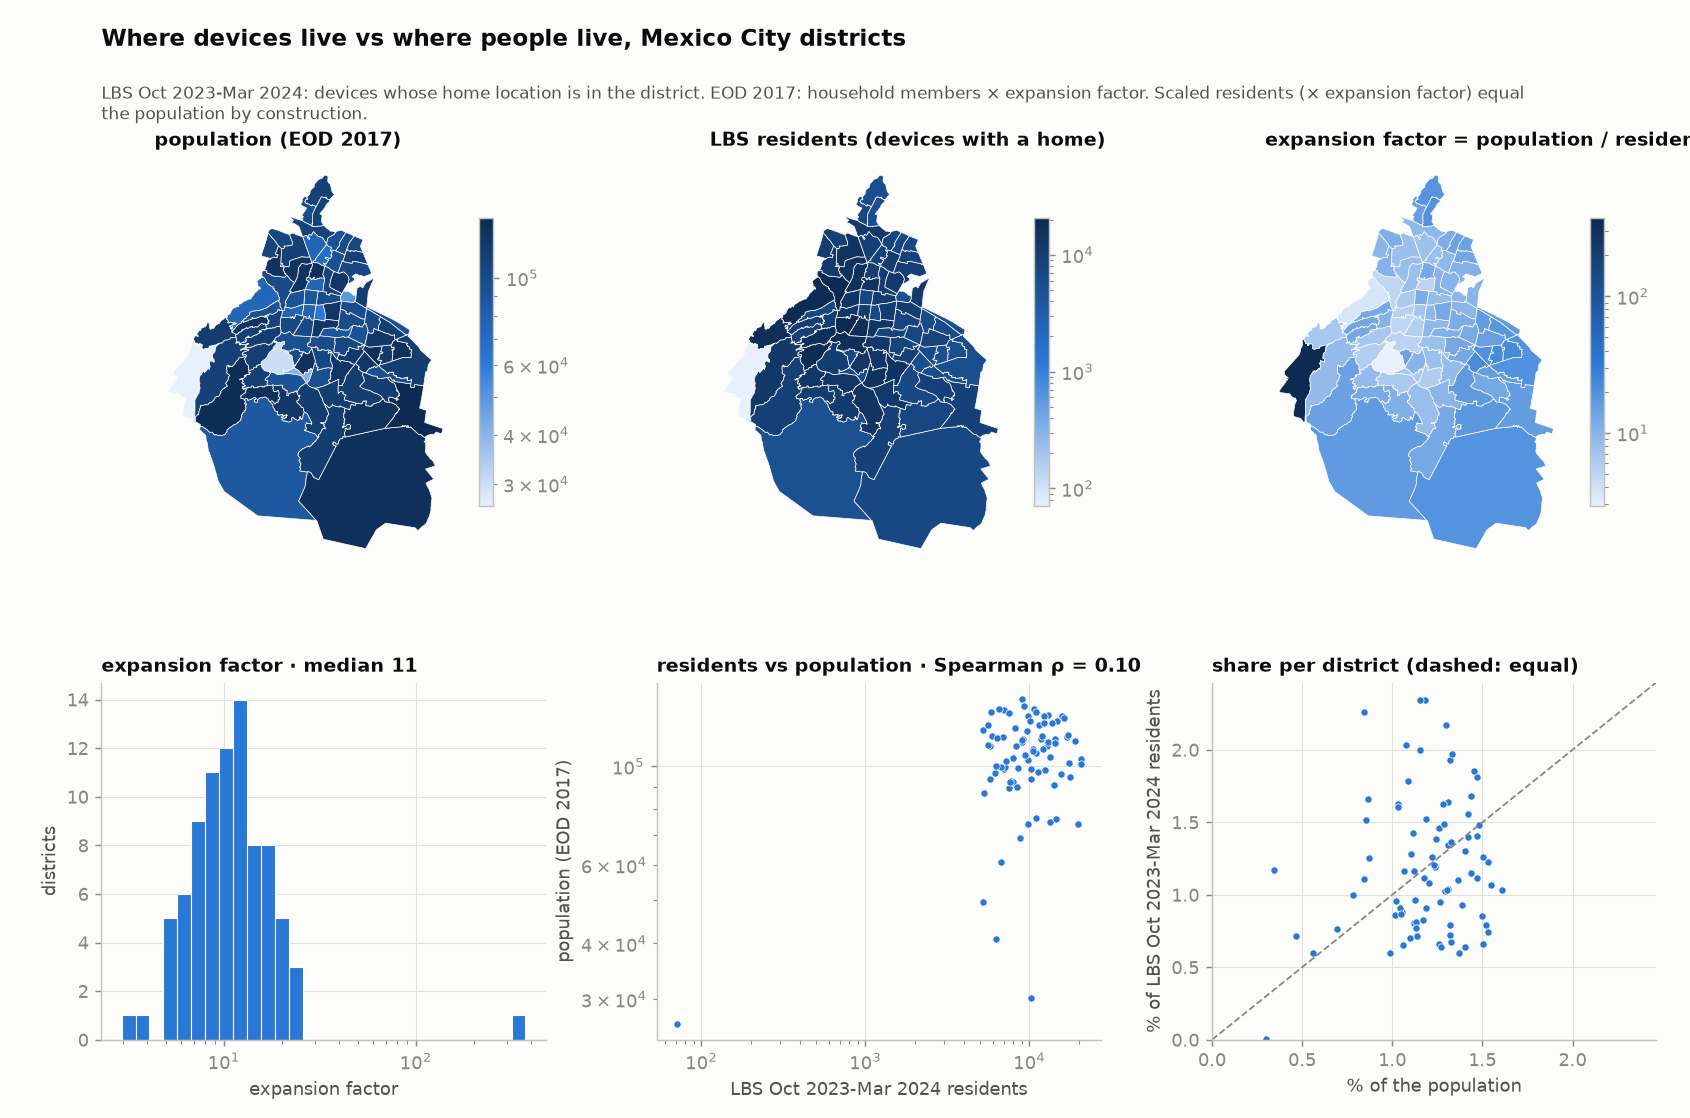 Where devices live vs where people live, Mexico City districts
LBS Oct 2023-Mar 2024: devices whose home location is in the district. EOD 2017: household members × expansion factor. Scaled residents (× expansion factor) equal
the population by construction.
population (EOD 2017)
LBS residents (devices with a home)
expansion factor = population / residen
10⁵
6 × 10⁴
4 × 10⁴
3 × 10⁴
10⁴
10³
10²
10²
10¹
expansion factor · median 11
14
12
10
8
6
4
2
0
districts
10¹
10²
expansion factor
residents vs population · Spearman ρ = 0.10
10⁵
6 × 10⁴
4 × 10⁴
3 × 10⁴
population (EOD 2017)
10²
10³
10⁴
LBS Oct 2023-Mar 2024 residents
share per district (dashed: equal)
2.0
1.5
1.0
0.5
0.0
% of LBS Oct 2023-Mar 2024 residents
0.0
0.5
1.0
1.5
2.0
% of the population